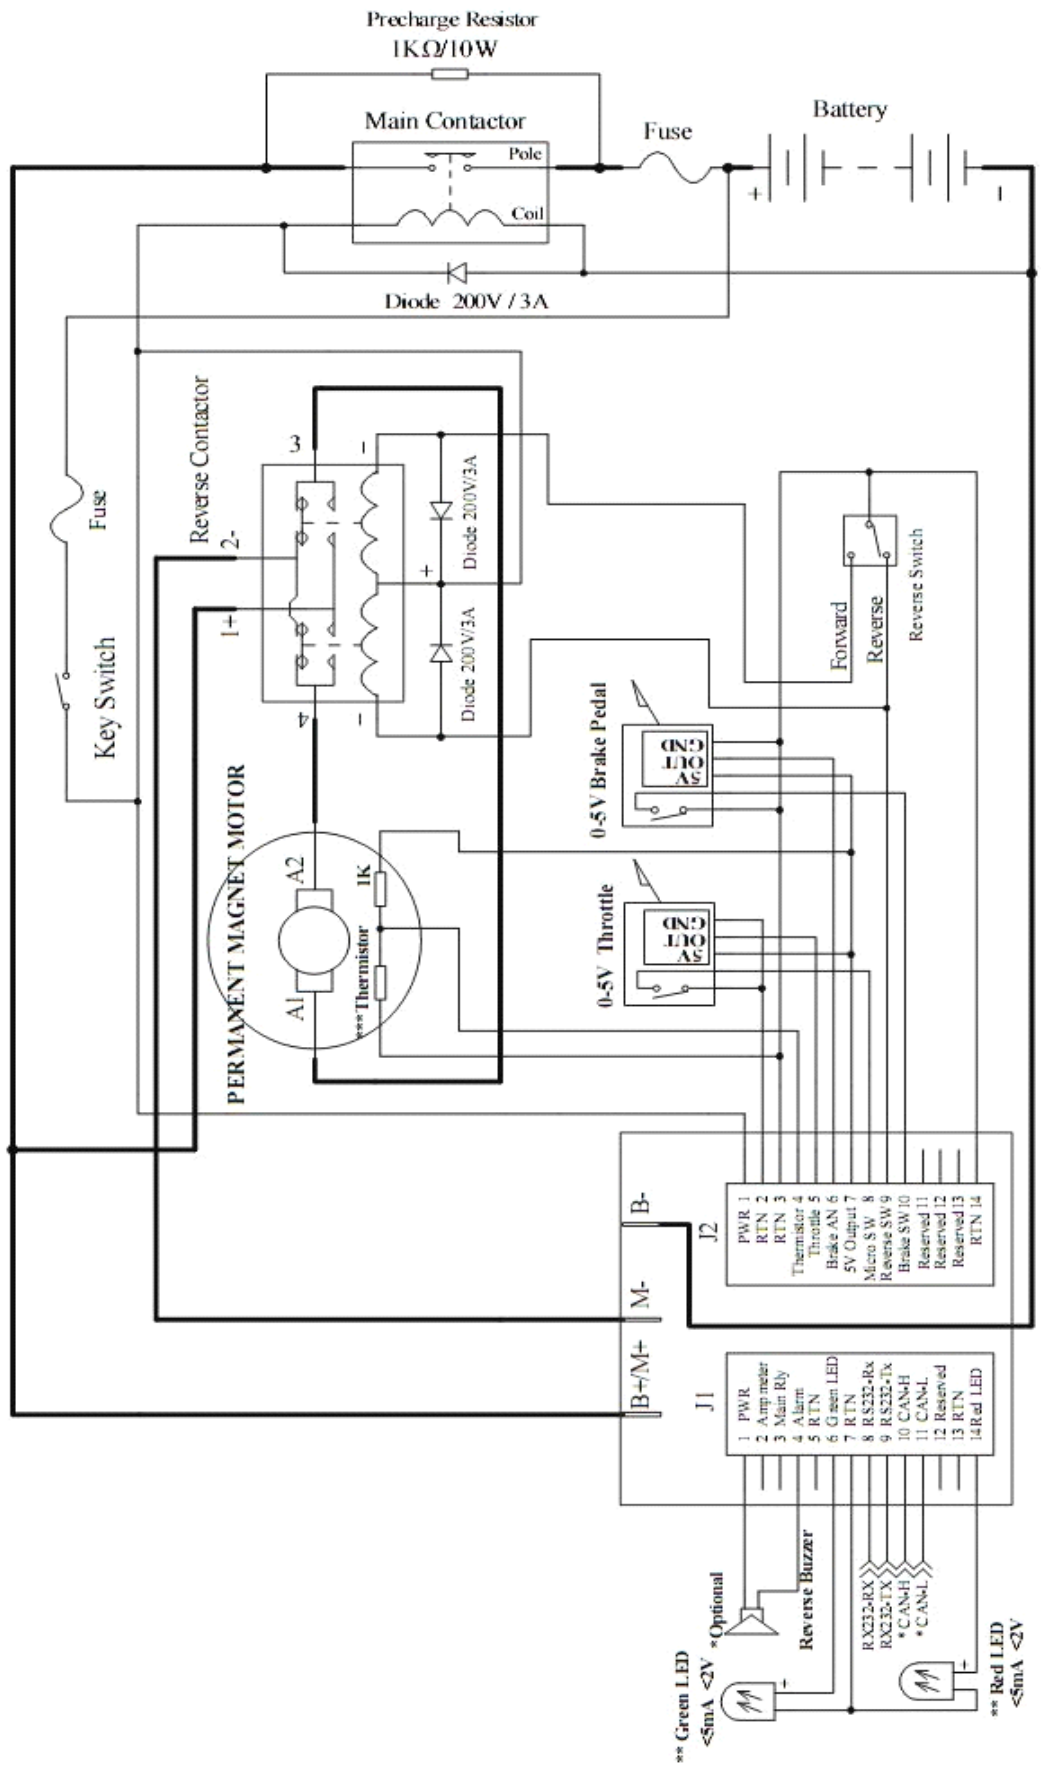 Precharge Resistor
1KΩ/10W
Main Contactor
Pole
Coil
Fuse
Battery
+
-
Diode 200V / 3A
Reverse Contactor
3
-
2-
1+
4
-
+
Diode 200V/3A
Diode 200V/3A
Fuse
Key Switch
PERMANENT MAGNET MOTOR
A2
A1
1K
***Thermistor
Forward
Reverse
Reverse Switch
0-5V Brake Pedal
GND
OUT
5V
0-5V Throttle
GND
OUT
5V
B-
M-
B+/M+
J2
PWR 1
RTN 2
RTN 3
Thermistor 4
Throttle 5
Brake AN 6
5V Output 7
Micro SW 8
Reverse SW 9
Brake SW 10
Reserved 11
Reserved 12
Reserved 13
RTN 14
J1
1 PWR
2 Ampmeter
3 Main Rly
4 Alarm
5 RTN
6 Green LED
7 RTN
8 RS232-Rx
9 RS232-Tx
10 CAN-H
11 CAN-L
12 Reserved
13 RTN
14 Red LED
*Optional
Reverse Buzzer
RX232-RX
RX232-TX
* CAN-H
* CAN-L
** Green LED
<5mA <2V
+
** Red LED
<5mA <2V
+